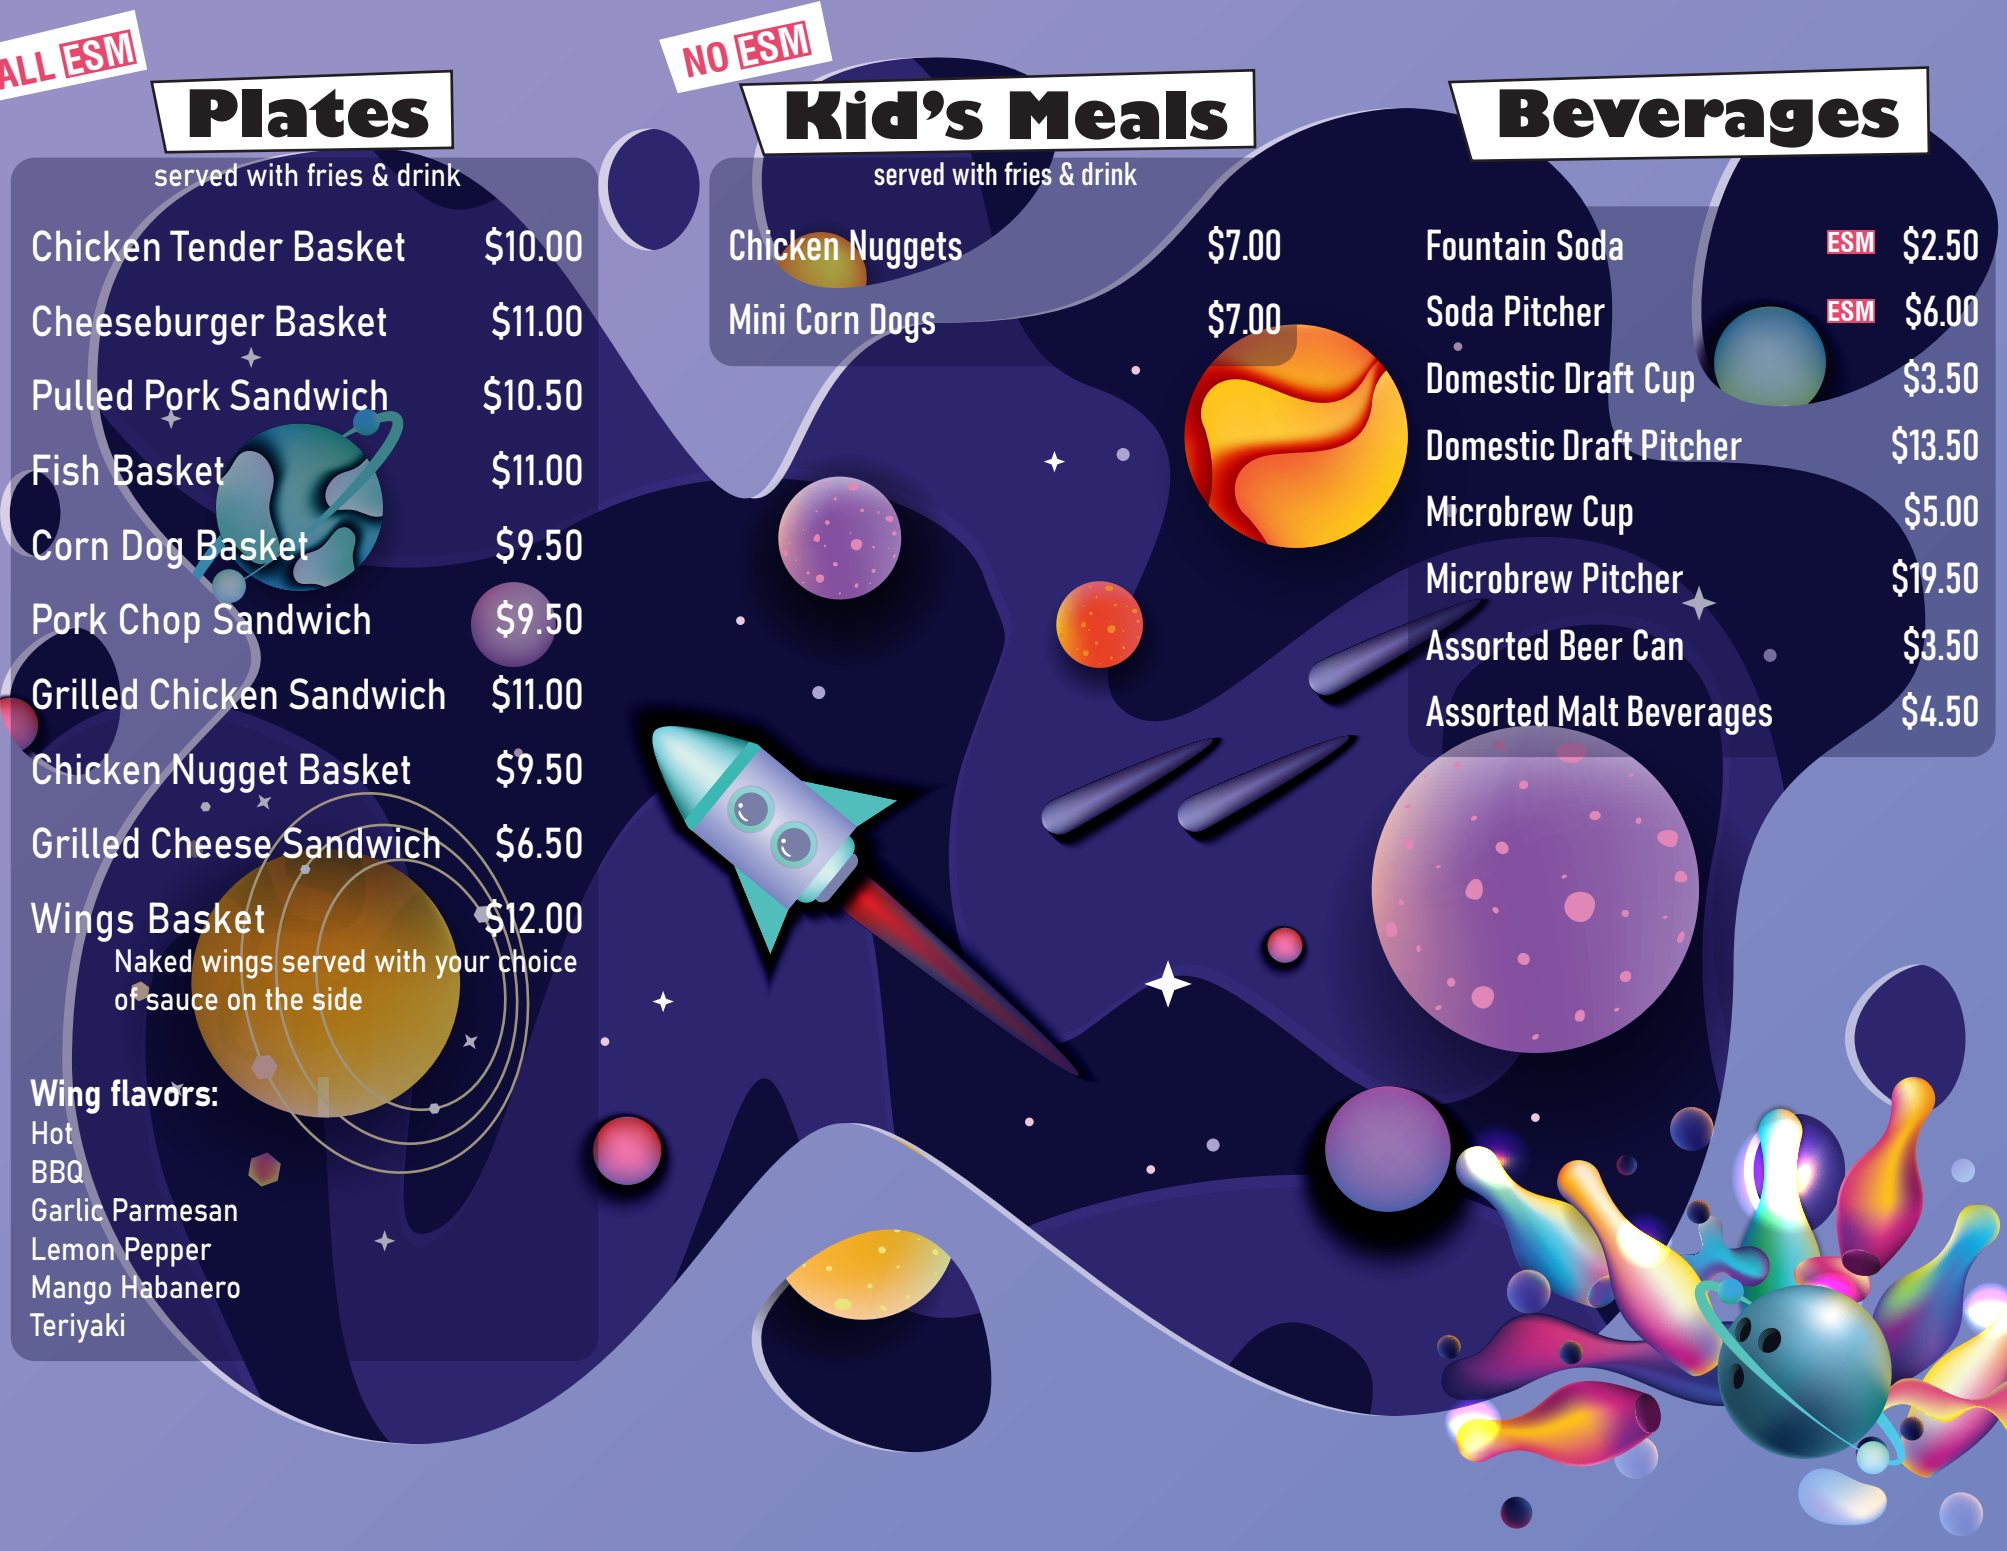 ALL ESM
Plates
served with fries & drink
Chicken Tender Basket $10.00
Cheeseburger Basket $11.00
Pulled Pork Sandwich $10.50
Fish Basket $11.00
Corn Dog Basket $9.50
Pork Chop Sandwich $9.50
Grilled Chicken Sandwich $11.00
Chicken Nugget Basket $9.50
Grilled Cheese Sandwich $6.50
Wings Basket $12.00
Naked wings served with your choice
of sauce on the side
Wing flavors:
Hot
BBQ
Garlic Parmesan
Lemon Pepper
Mango Habanero
Teriyaki
NO ESM
Kid's Meals
served with fries & drink
Chicken Nuggets $7.00
Mini Corn Dogs $7.00
Beverages
Fountain Soda ESM $2.50
Soda Pitcher ESM $6.00
Domestic Draft Cup $3.50
Domestic Draft Pitcher $13.50
Microbrew Cup $5.00
Microbrew Pitcher $19.50
Assorted Beer Can $3.50
Assorted Malt Beverages $4.50